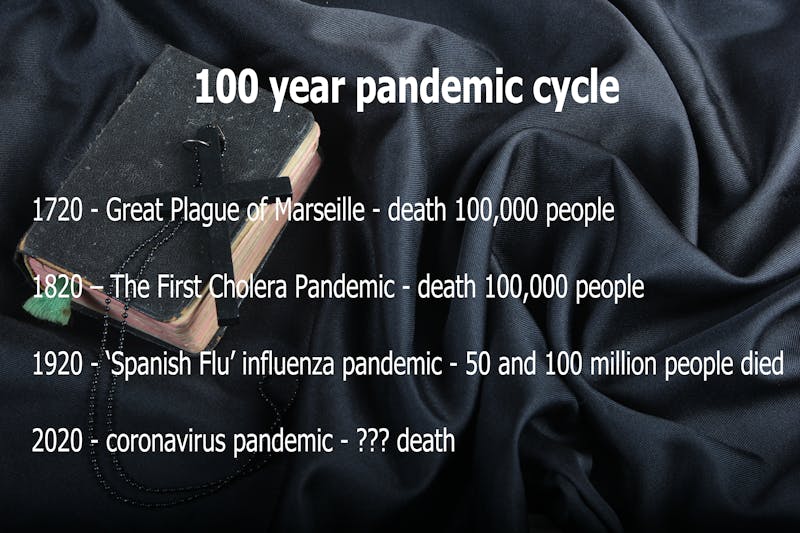 100 year pandemic cycle
1720 - Great Plague of Marseille - death 100,000 people
1820 – The First Cholera Pandemic - death 100,000 people
1920 - ‘Spanish Flu’ influenza pandemic - 50 and 100 million people died
2020 - coronavirus pandemic - ??? death